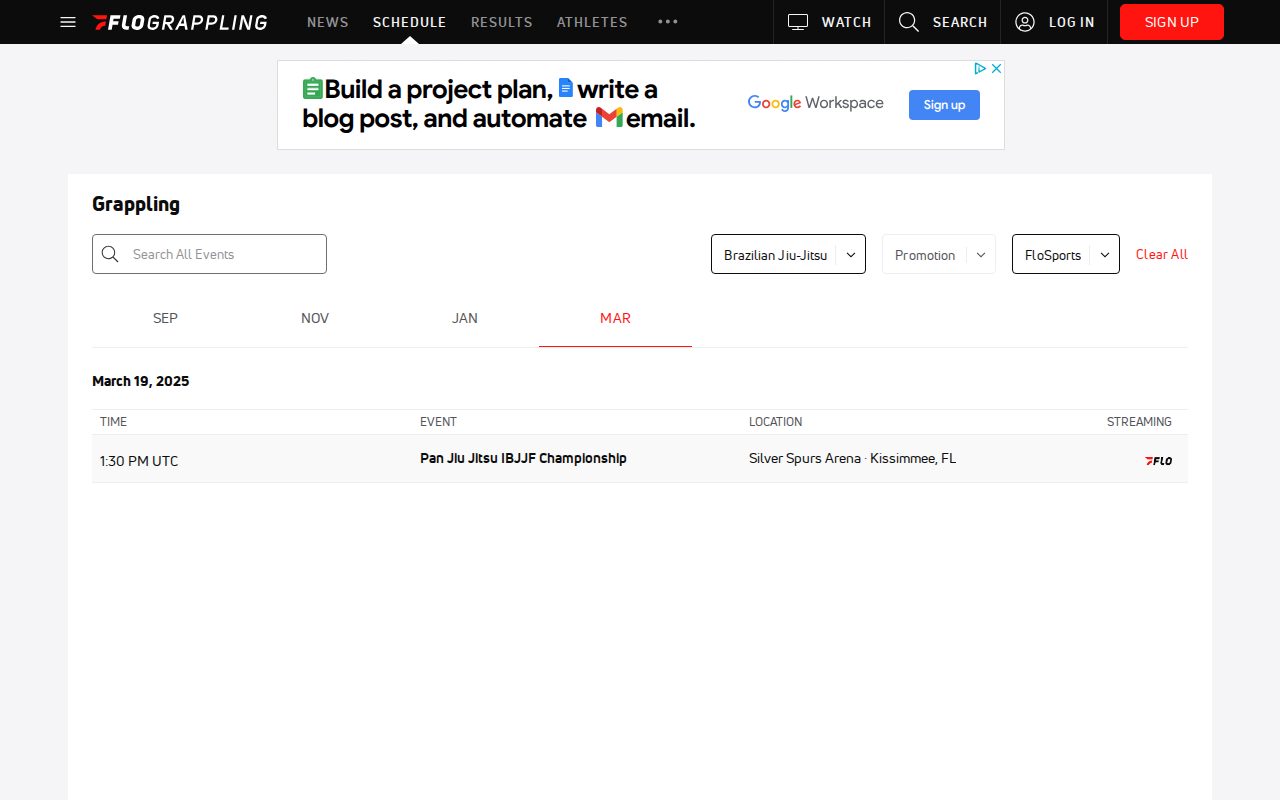 FLOGRAPPLING NEWS SCHEDULE RESULTS ATHLETES WATCH SEARCH LOG IN SIGN UP
Build a project plan, write a
blog post, and automate email.
Google Workspace
Sign up
Grappling
Search All Events
Brazilian Jiu-Jitsu
Promotion
FloSports
Clear All
SEP NOV JAN MAR
March 19, 2025
TIME EVENT LOCATION STREAMING
1:30 PM UTC Pan Jiu Jitsu IBJJF Championship Silver Spurs Arena · Kissimmee, FL FLO